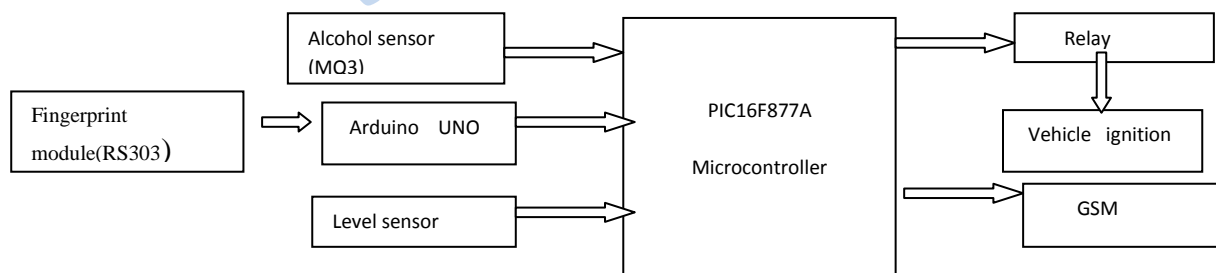 Alcohol sensor
(MQ3)
Fingerprint
module(RS303)
Arduino UNO
Level sensor
PIC16F877A
Microcontroller
Relay
Vehicle ignition
GSM